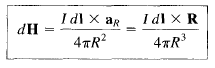 dH = I dl × a_R / 4πR² = I dl × R / 4πR³